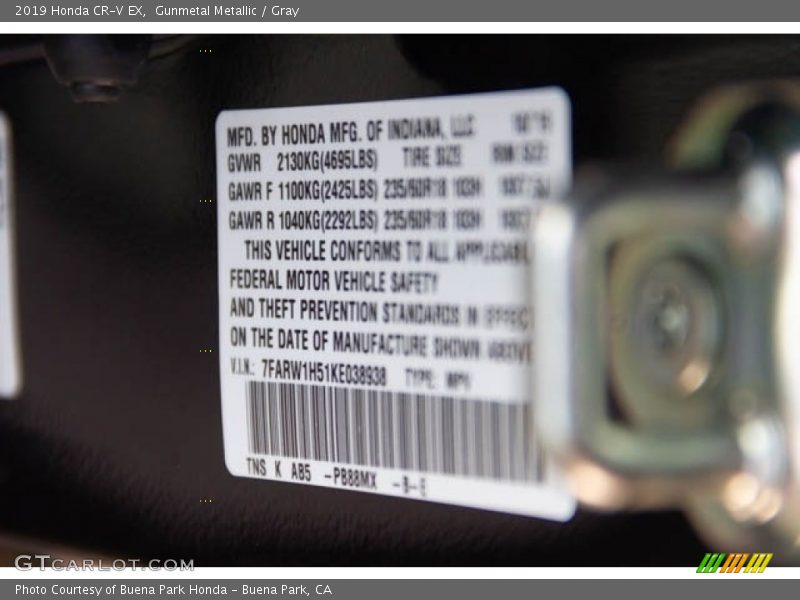 2019 Honda CR-V EX, Gunmetal Metallic / Gray
MFD. BY HONDA MFG. OF INDIANA, LLC
GVWR 2130KG(4695LBS) TIRE SIZE RIM SIZE
GAWR F 1100KG(2425LBS) 235/60R18 103H
GAWR R 1040KG(2292LBS) 235/60R18 103H
THIS VEHICLE CONFORMS TO ALL APPLICABLE
FEDERAL MOTOR VEHICLE SAFETY
AND THEFT PREVENTION STANDARDS IN EFFECT
ON THE DATE OF MANUFACTURE SHOWN ABOVE
V.I.N.: 7FARW1H51KE038938 TYPE: MPV
TNS K AB5 -PB88MX -B-E
GTCARLOT.COM
Photo Courtesy of Buena Park Honda - Buena Park, CA